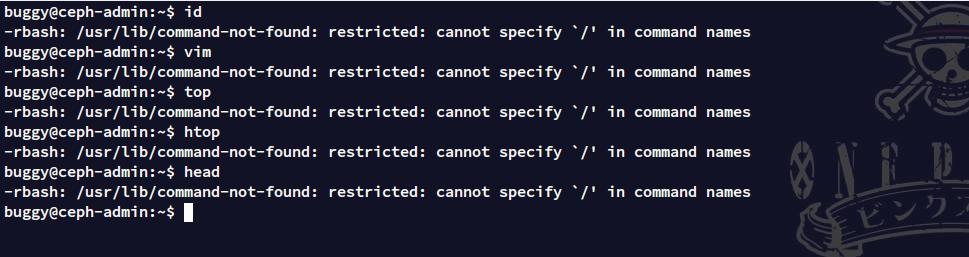 buggy@ceph-admin:~$ id
-rbash: /usr/lib/command-not-found: restricted: cannot specify `/' in command names
buggy@ceph-admin:~$ vim
-rbash: /usr/lib/command-not-found: restricted: cannot specify `/' in command names
buggy@ceph-admin:~$ top
-rbash: /usr/lib/command-not-found: restricted: cannot specify `/' in command names
buggy@ceph-admin:~$ htop
-rbash: /usr/lib/command-not-found: restricted: cannot specify `/' in command names
buggy@ceph-admin:~$ head
-rbash: /usr/lib/command-not-found: restricted: cannot specify `/' in command names
buggy@ceph-admin:~$